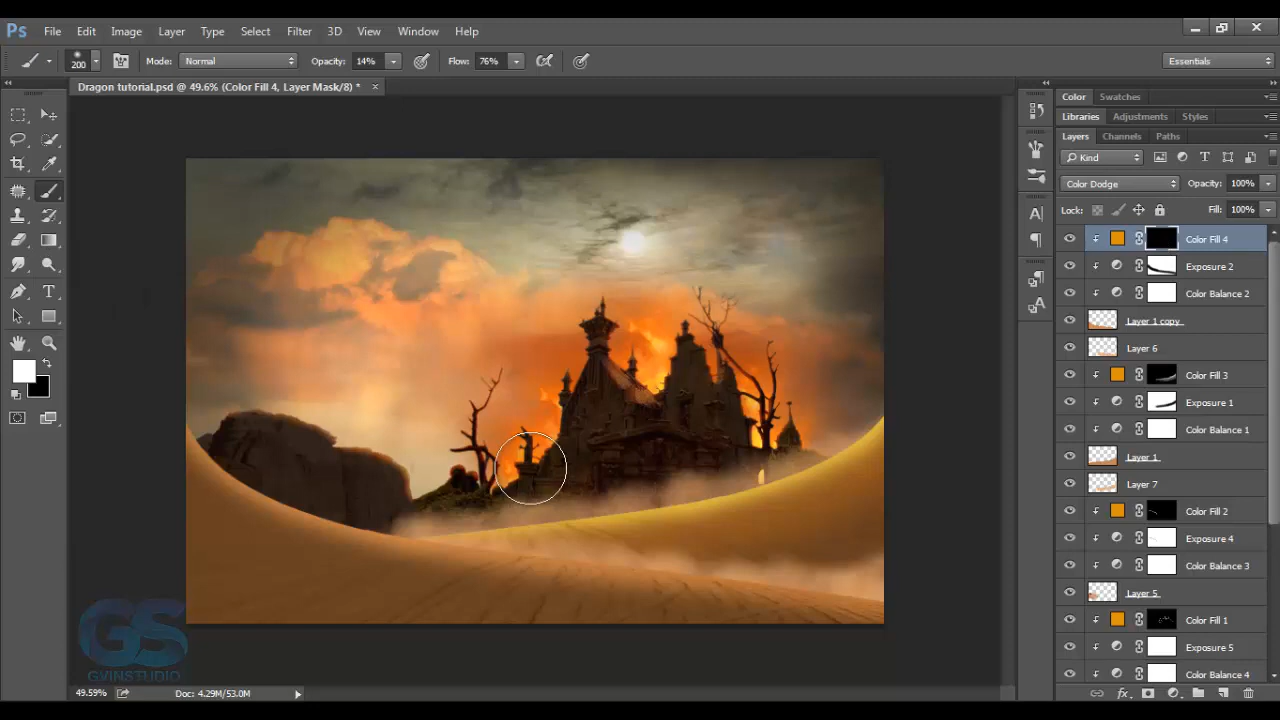 Ps File Edit Image Layer Type Select Filter 3D View Window Help
200 Mode: Normal Opacity: 14% Flow: 76% Essentials
Dragon tutorial.psd @ 49.6% (Color Fill 4, Layer Mask/8) * ×
Color Swatches
Libraries Adjustments Styles
Layers Channels Paths
Kind
Color Dodge Opacity: 100%
Lock: Fill: 100%
Color Fill 4
Exposure 2
Color Balance 2
Layer 1 copy
Layer 6
Color Fill 3
Exposure 1
Color Balance 1
Layer 1
Layer 7
Color Fill 2
Exposure 4
Color Balance 3
Layer 5
Color Fill 1
Exposure 5
Color Balance 4
GS
GVINSTUDIO
49.59% Doc: 4.29M/53.0M